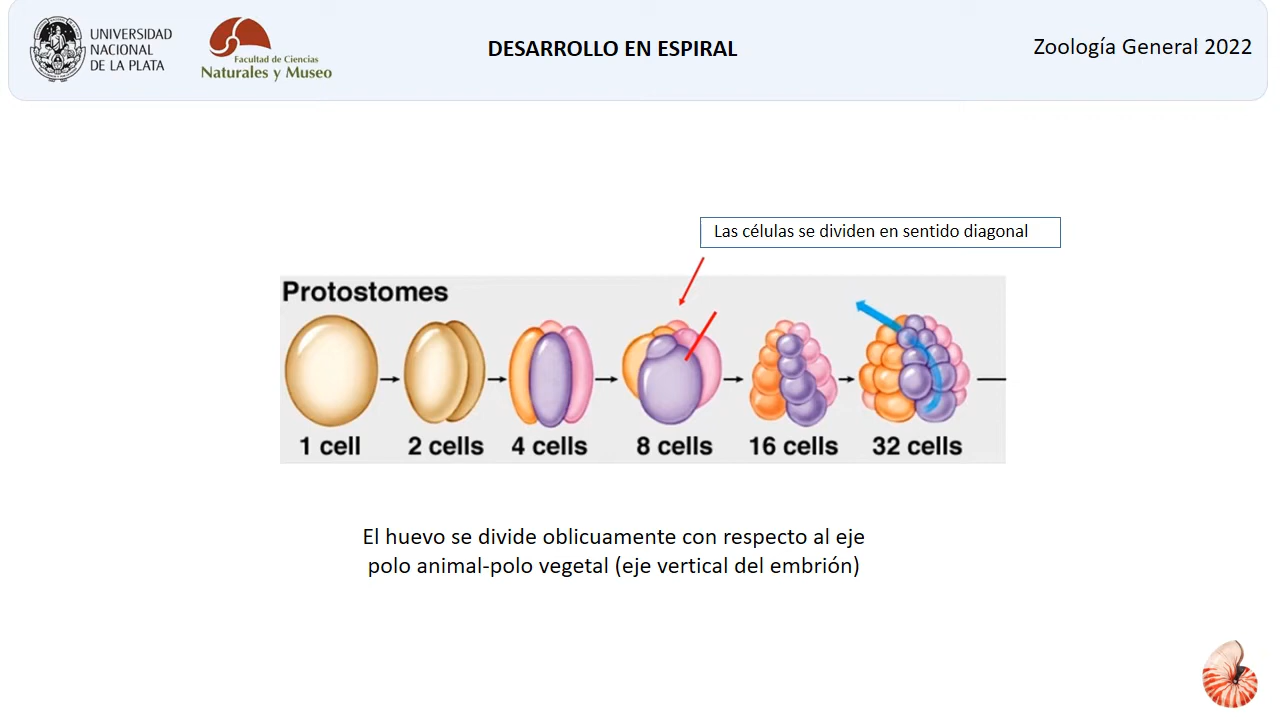 UNIVERSIDAD
NACIONAL
DE LA PLATA
Facultad de Ciencias
Naturales y Museo
DESARROLLO EN ESPIRAL
Zoología General 2022
Las células se dividen en sentido diagonal
Protostomes
1 cell
2 cells
4 cells
8 cells
16 cells
32 cells
El huevo se divide oblicuamente con respecto al eje
polo animal-polo vegetal (eje vertical del embrión)